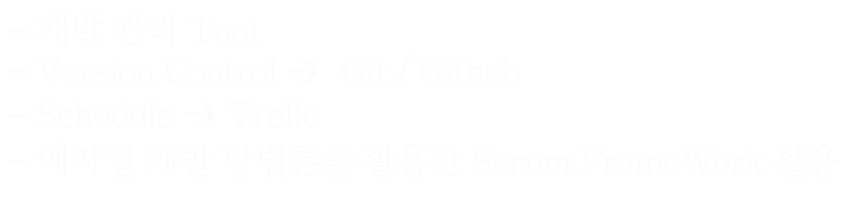 - 개발 관리 Tool
- Version Control → Git / Github
- Schedule → Trello
- 애자일 개발 방법론을 활용한 Scrum FrameWork 활용